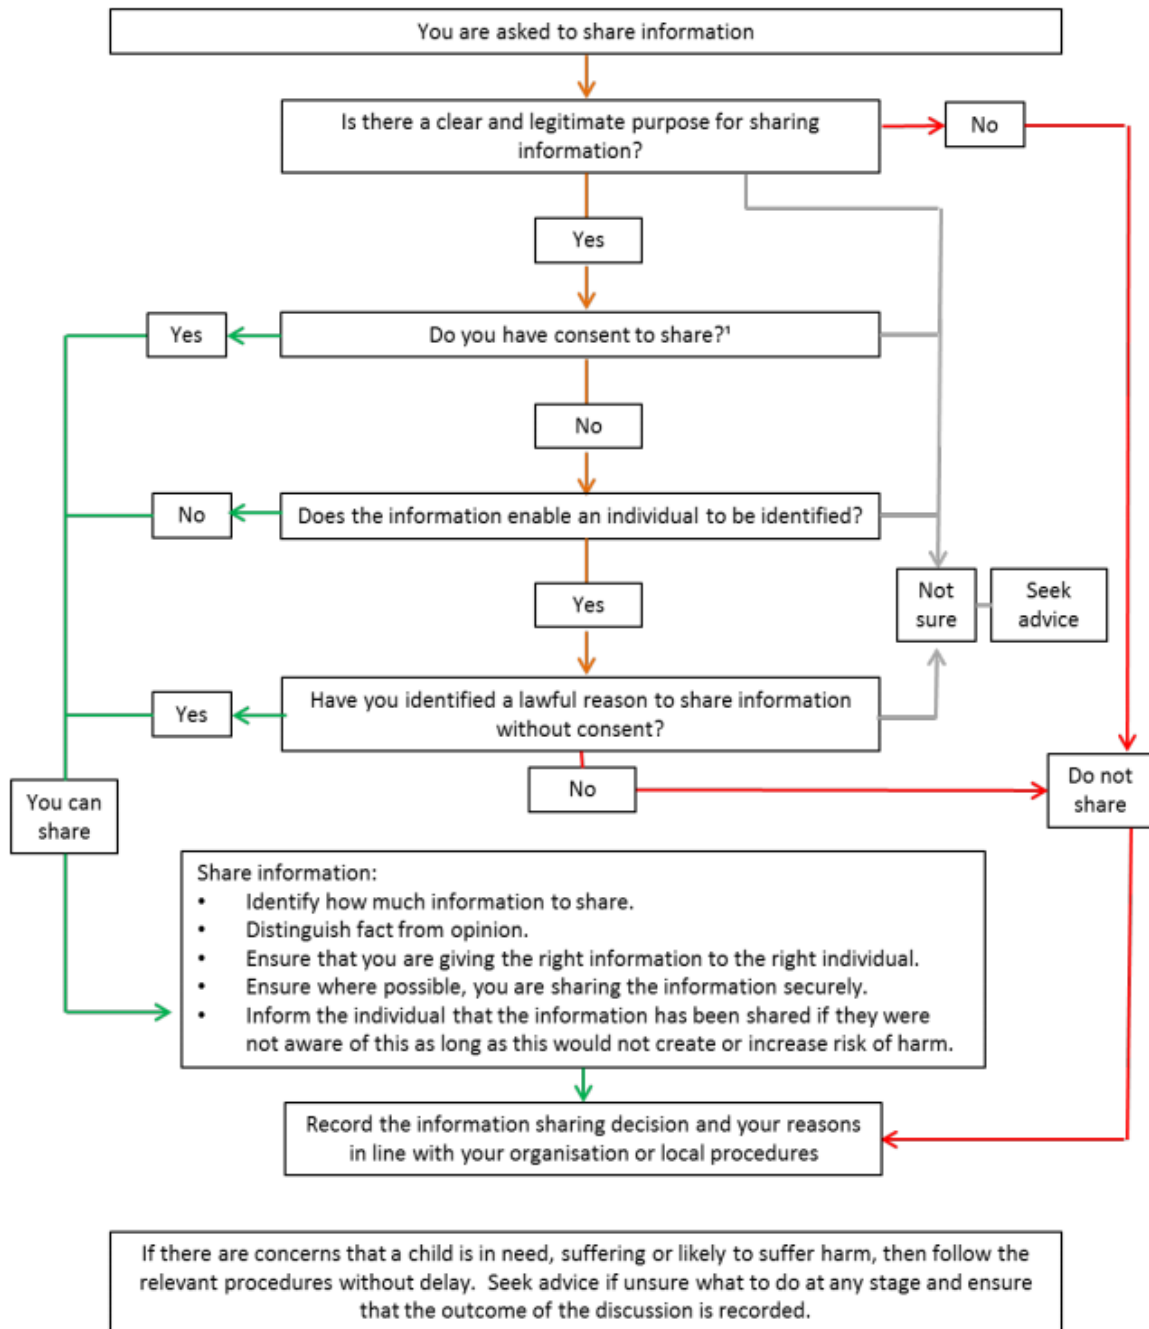 You are asked to share information
Is there a clear and legitimate purpose for sharing
information?
No
Yes
Yes
Do you have consent to share?¹
No
No
Does the information enable an individual to be identified?
Yes
Not
sure
Seek
advice
Yes
Have you identified a lawful reason to share information
without consent?
No
Do not
share
You can
share
Share information:
• Identify how much information to share.
• Distinguish fact from opinion.
• Ensure that you are giving the right information to the right individual.
• Ensure where possible, you are sharing the information securely.
• Inform the individual that the information has been shared if they were
not aware of this as long as this would not create or increase risk of harm.
Record the information sharing decision and your reasons
in line with your organisation or local procedures
If there are concerns that a child is in need, suffering or likely to suffer harm, then follow the
relevant procedures without delay.  Seek advice if unsure what to do at any stage and ensure
that the outcome of the discussion is recorded.